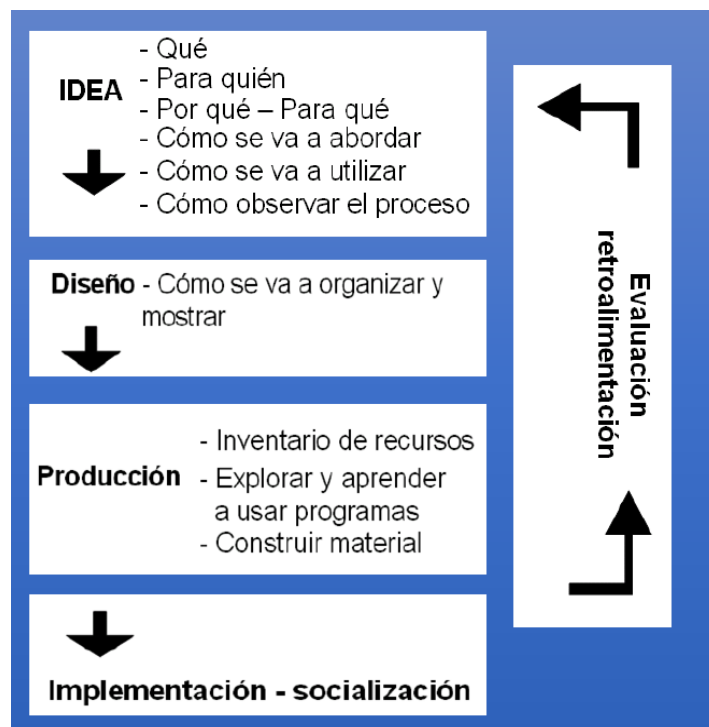 - Qué
IDEA - Para quién
- Por qué – Para qué
- Cómo se va a abordar
- Cómo se va a utilizar
- Cómo observar el proceso
Diseño - Cómo se va a organizar y
mostrar
- Inventario de recursos
Producción - Explorar y aprender
a usar programas
- Construir material
Implementación - socialización
Evaluación
retroalimentación